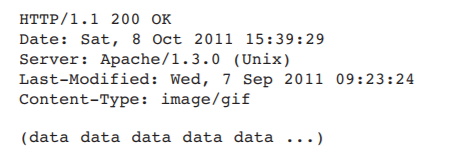 HTTP/1.1 200 OK
Date: Sat, 8 Oct 2011 15:39:29
Server: Apache/1.3.0 (Unix)
Last-Modified: Wed, 7 Sep 2011 09:23:24
Content-Type: image/gif
(data data data data data ...)